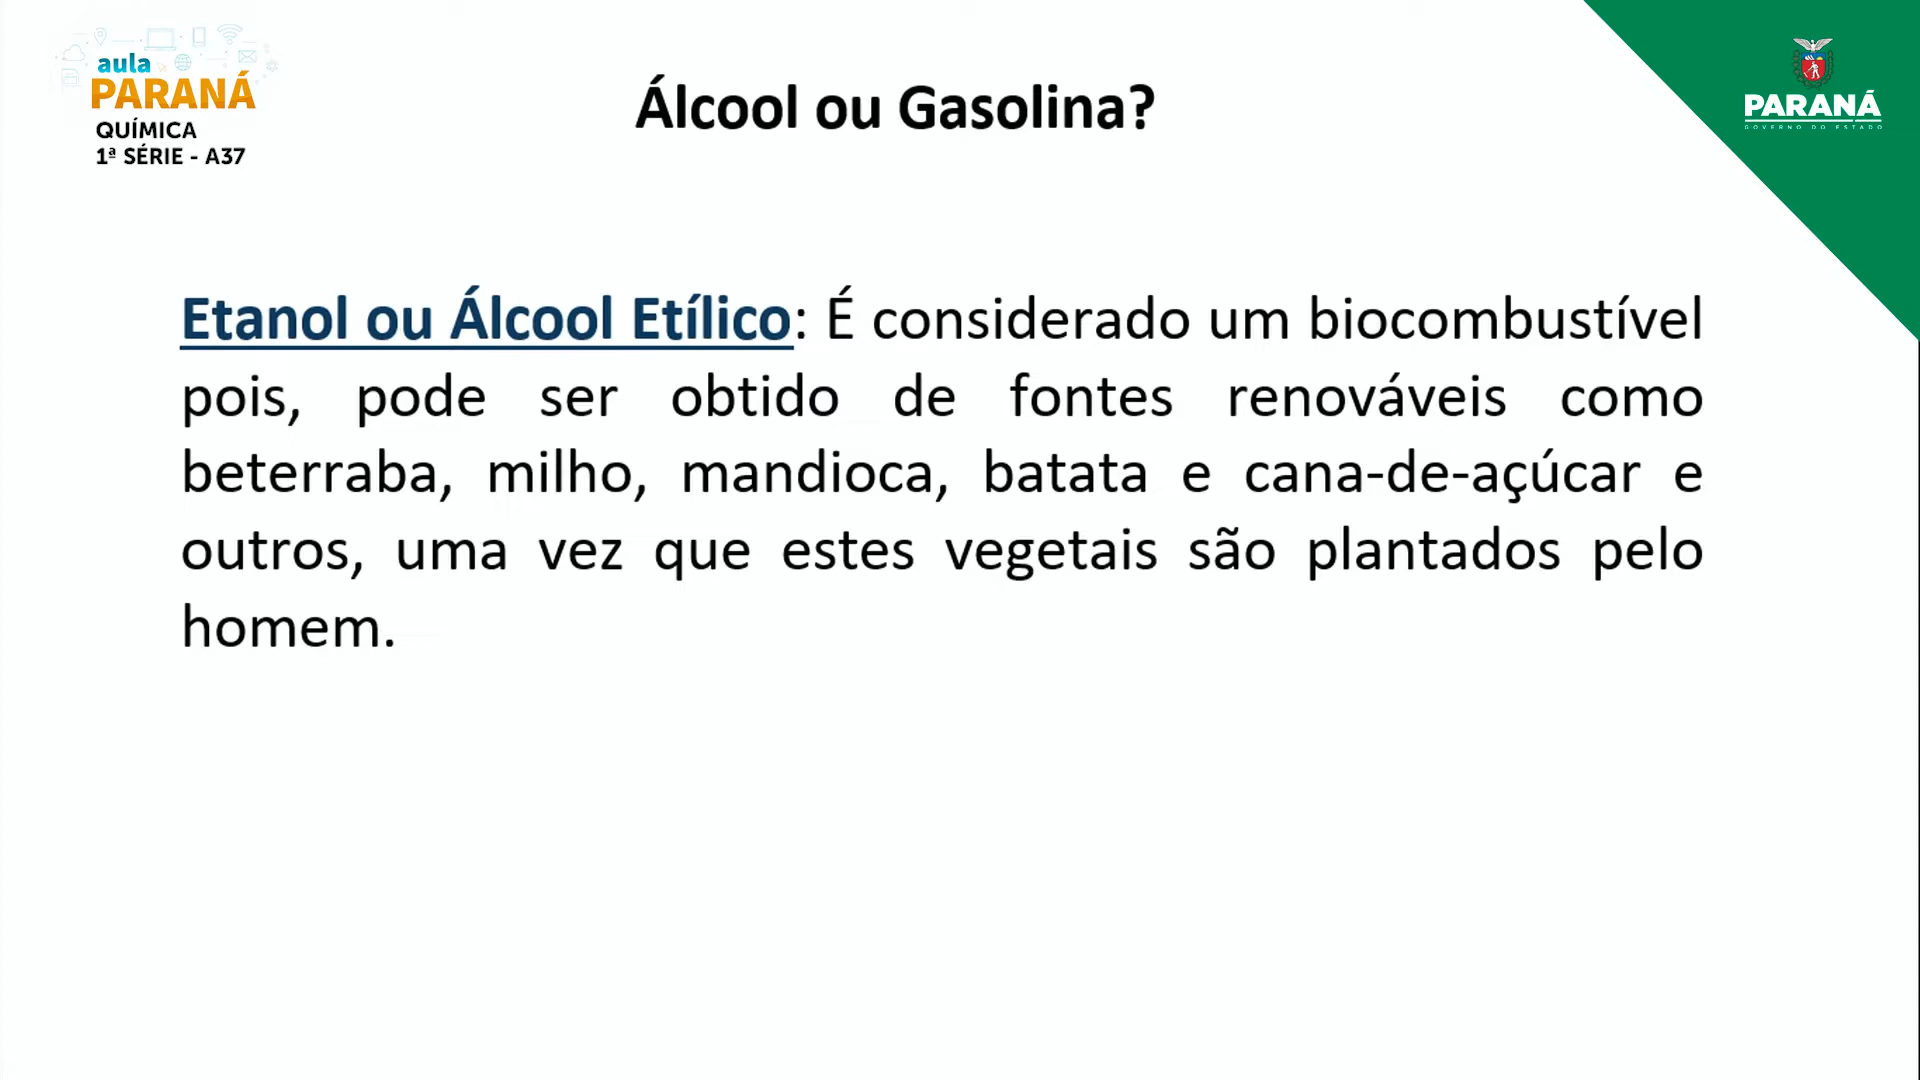 aula
PARANÁ
QUÍMICA
1ª SÉRIE - A37
Álcool ou Gasolina?
PARANÁ
GOVERNO DO ESTADO
Etanol ou Álcool Etílico: É considerado um biocombustível
pois, pode ser obtido de fontes renováveis como
beterraba, milho, mandioca, batata e cana-de-açúcar e
outros, uma vez que estes vegetais são plantados pelo
homem.